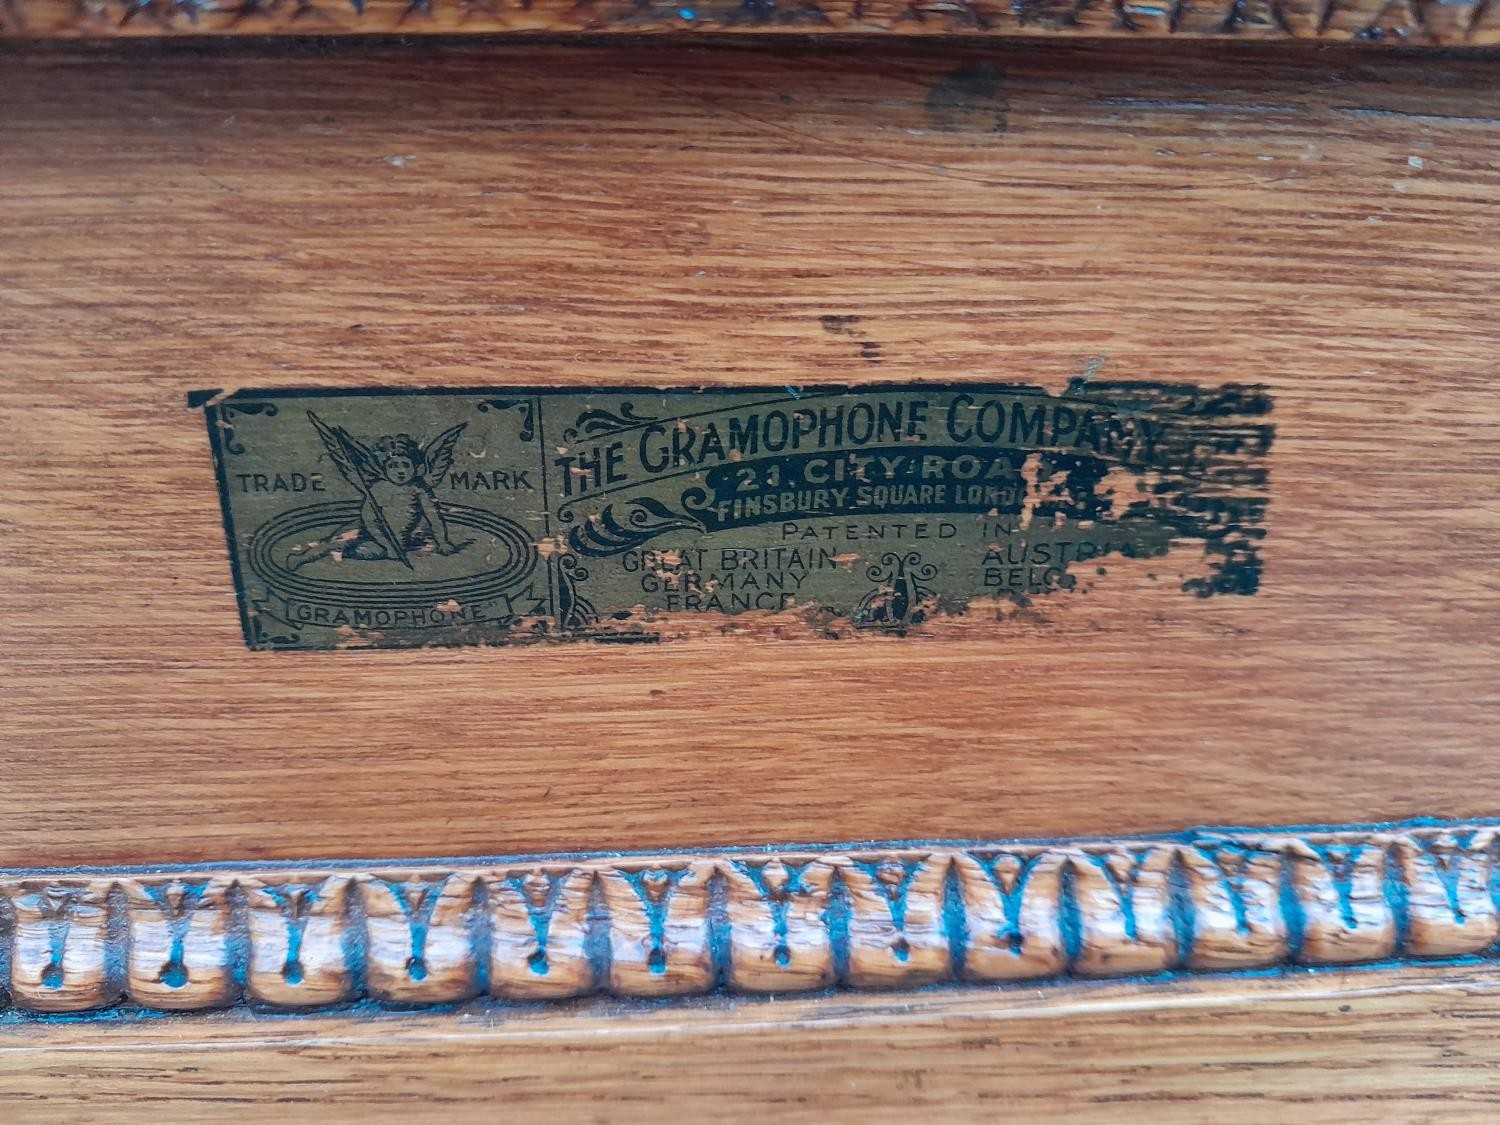 TRADE MARK
"GRAMOPHONE"
THE GRAMOPHONE COMPANY
21, CITY ROA
FINSBURY SQUARE LOND
PATENTED IN
GREAT BRITAIN
GERMANY
FRANCE
AUSTRIA
BELG